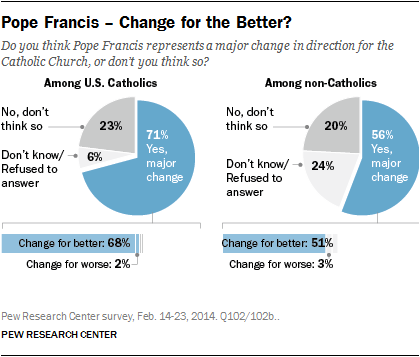 Pope Francis – Change for the Better?
Do you think Pope Francis represents a major change in direction for the
Catholic Church, or don't you think so?
Among U.S. Catholics
No, don't
think so
23%
Don't know/
Refused to
answer
6%
71%
Yes,
major
change
Change for better: 68%
Change for worse: 2%
Among non-Catholics
No, don't
think so
20%
Don't know/
Refused to
answer
24%
56%
Yes,
major
change
Change for better: 51%
Change for worse: 3%
Pew Research Center survey, Feb. 14-23, 2014. Q102/102b..
PEW RESEARCH CENTER